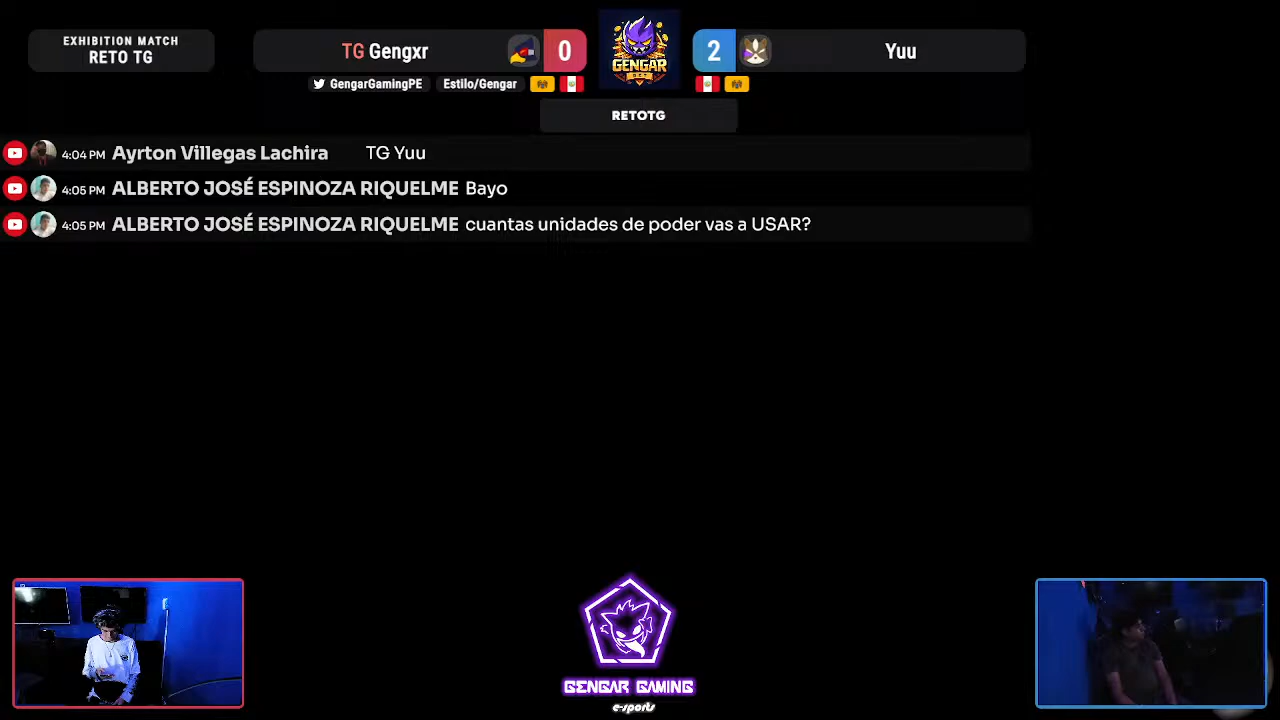 EXHIBITION MATCH
RETO TG
TG Gengxr
0
GENGAR
BET
2
Yuu
GengarGamingPE
Estilo/Gengar
RETOTG
4:04 PM Ayrton Villegas Lachira TG Yuu
4:05 PM ALBERTO JOSÉ ESPINOZA RIQUELME Bayo
4:05 PM ALBERTO JOSÉ ESPINOZA RIQUELME cuantas unidades de poder vas a USAR?
GENGAR GAMING
e-sports